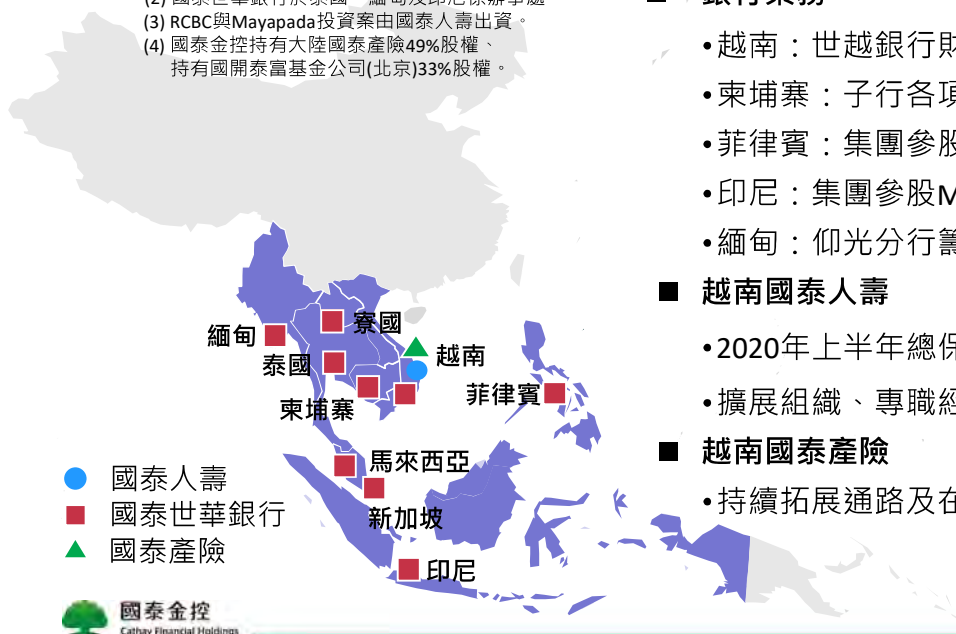 (3) RCBC與Mayapada投資案由國泰人壽出資。
(4) 國泰金控持有大陸國泰產險49%股權、
持有國開泰富基金公司(北京)33%股權。
•越南：世越銀行財
•柬埔寨：子行各項
•菲律賓：集團參股
•印尼：集團參股M
•緬甸：仰光分行籌
■ 越南國泰人壽
•2020年上半年總保
•擴展組織、專職經
■ 越南國泰產險
•持續拓展通路及在
緬甸
寮國
泰國
越南
柬埔寨
菲律賓
馬來西亞
新加坡
印尼
國泰人壽
國泰世華銀行
國泰產險
國泰金控
Cathay Financial Holdings